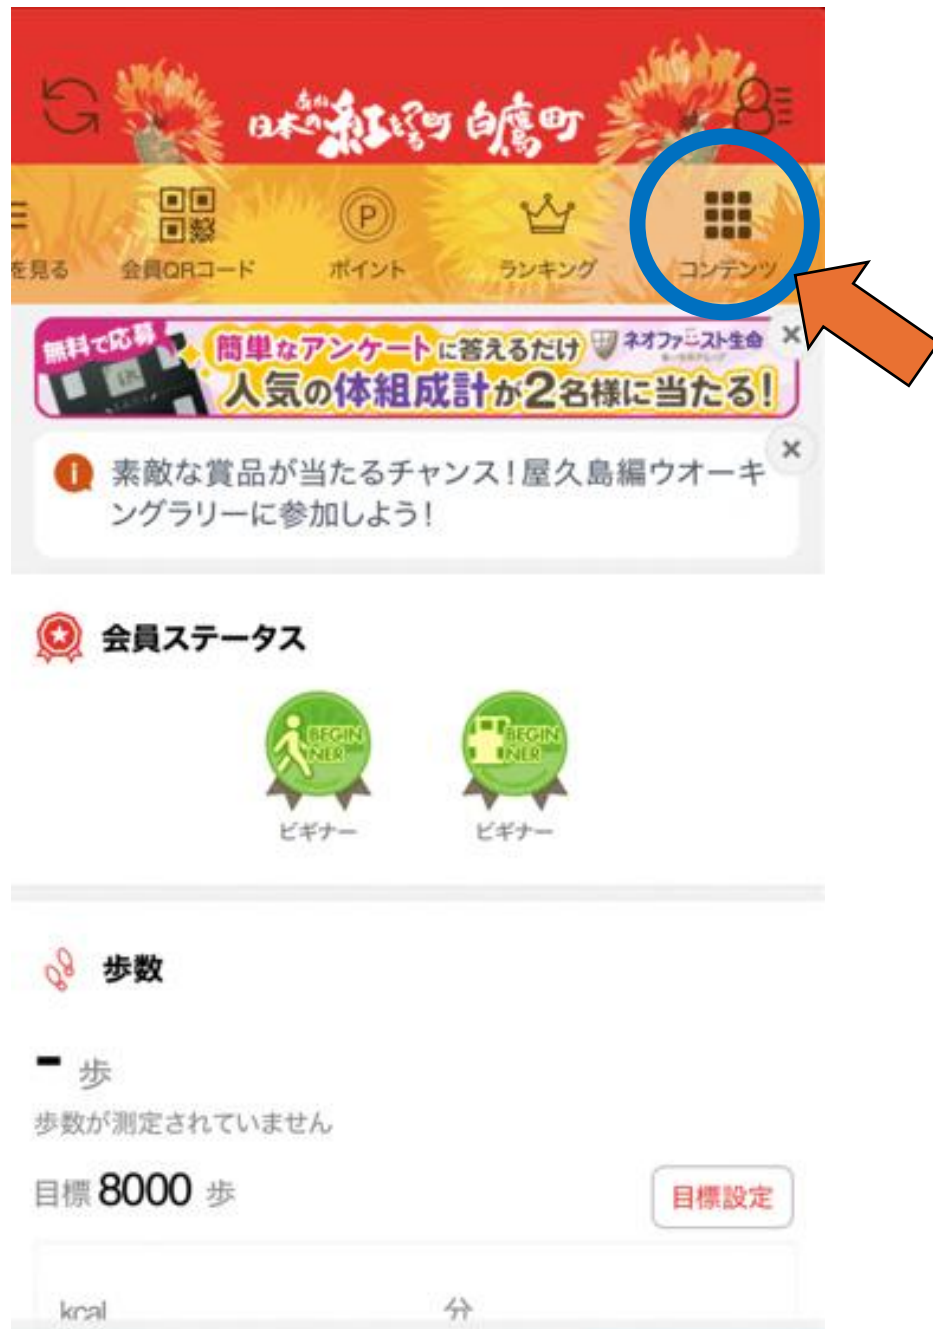 日本の紅をつくる町 白鷹町
あか
を見る
会員QRコード
ポイント
ランキング
コンテンツ
P
無料で応募
簡単なアンケートに答えるだけ
ネオファースト生命
人気の体組成計が2名様に当たる!
素敵な賞品が当たるチャンス!屋久島編ウオーキ
ングラリーに参加しよう!
会員ステータス
BEGIN
NER
BEGIN
NER
ビギナー
ビギナー
歩数
- 歩
歩数が測定されていません
目標 8000 歩
目標設定
kcal
分